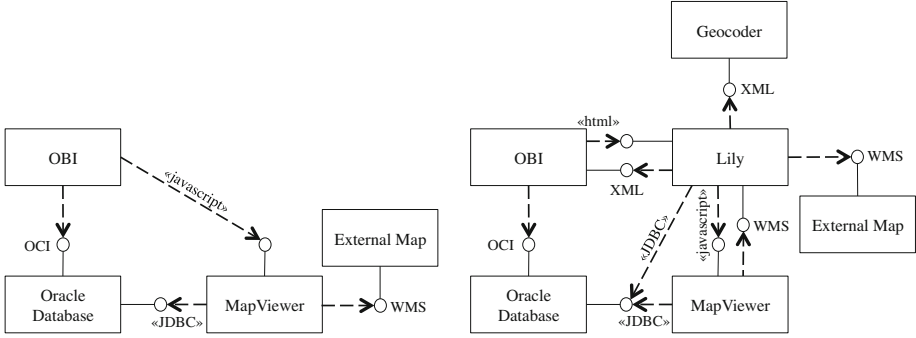 OBI
«javascript»
OCI
External Map
Oracle
Database
«JDBC»
MapViewer
WMS
Geocoder
XML
«html»
OBI
Lily
WMS
XML
External Map
OCI
«JDBC»
«javascript»
WMS
Oracle
Database
«JDBC»
MapViewer